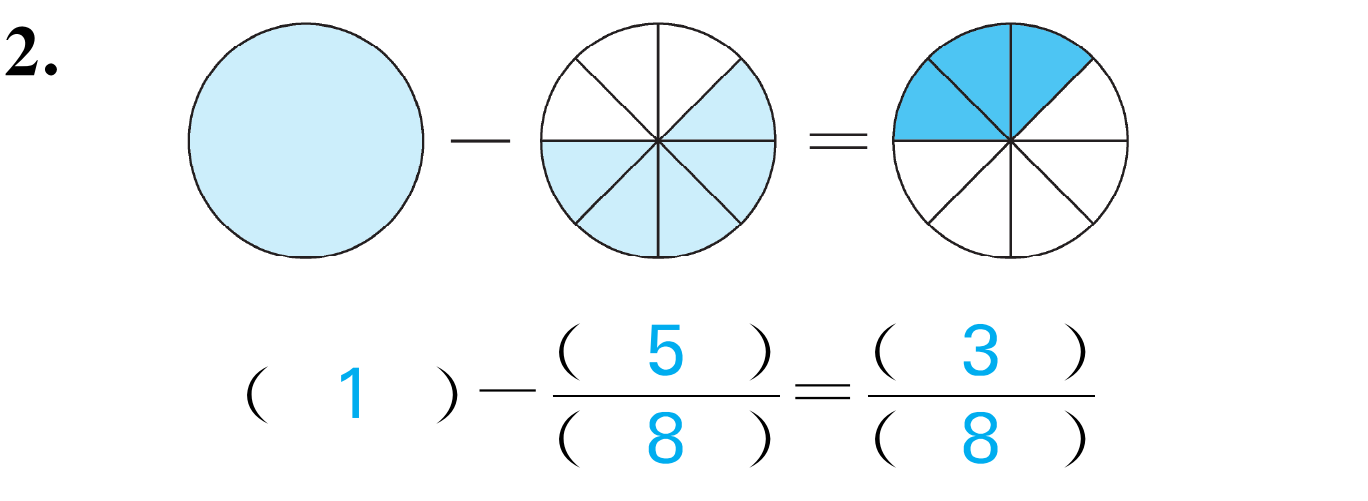 2.
− =
( 1 ) − ( 5 )/( 8 ) = ( 3 )/( 8 )